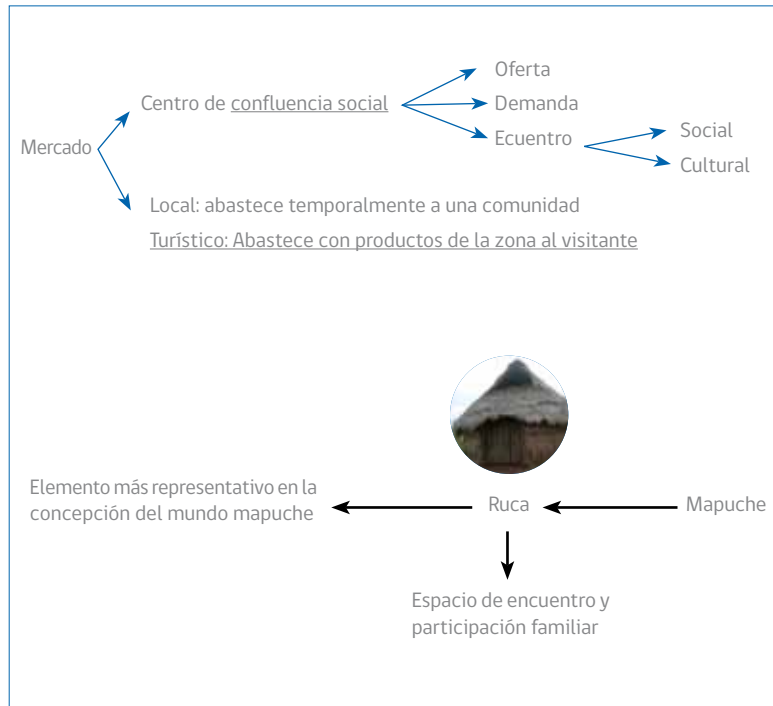 Oferta
Centro de confluencia social
Demanda
Ecuentro
Social
Mercado
Cultural
Local: abastece temporalmente a una comunidad
Turístico: Abastece con productos de la zona al visitante
Elemento más representativo en la
concepción del mundo mapuche
Ruca
Mapuche
Espacio de encuentro y
participación familiar